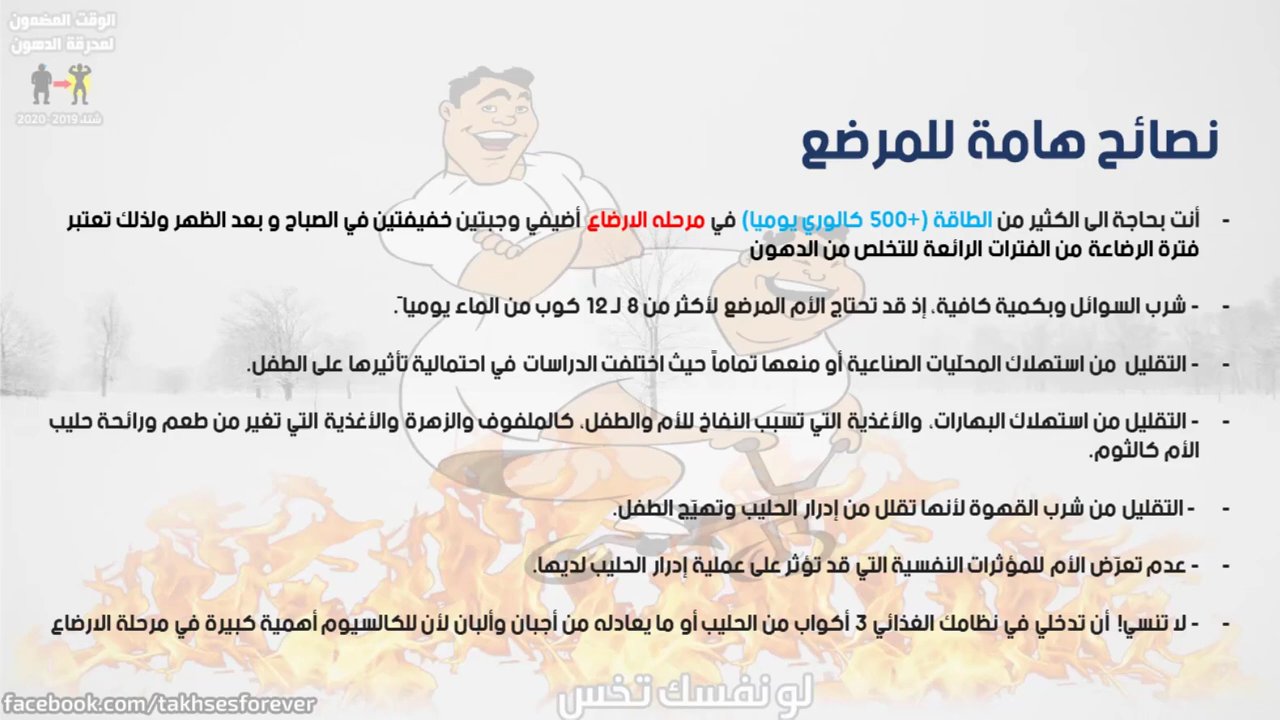 الوقت المضمون
لمحرقة الدهون
شتاء 2019-2020
نصائح هامة للمرضع
- أنت بحاجة الى الكثير من الطاقة (+500 كالوري يوميا) في مرحله الارضاع أضيفي وجبتين خفيفتين في الصباح و بعد الظهر ولذلك تعتبر
فترة الرضاعة من الفترات الرائعة للتخلص من الدهون
- - شرب السوائل وبكمية كافية، إذ قد تحتاج الأم المرضع لأكثر من 8 لـ 12 كوب من الماء يوميا ً.
- - التقليل من استهلاك المحلّيات الصناعية أو منعها تماماً حيث اختلفت الدراسات في احتمالية تأثيرها على الطفل.
- - التقليل من استهلاك البهارات، والأغذية التي تسبب النفاخ للأم والطفل، كالملفوف والزهرة والأغذية التي تغير من طعم ورائحة حليب
الأم كالثوم.
- - التقليل من شرب القهوة لأنها تقلل من إدرار الحليب وتهيّج الطفل.
- - عدم تعرّض الأم للمؤثرات النفسية التي قد تؤثر على عملية إدرار الحليب لديها.
- - لا تنسي! أن تدخلي في نظامك الغذائي 3 أكواب من الحليب أو ما يعادله من أجبان وألبان لأن للكالسيوم أهمية كبيرة في مرحلة الارضاع
لو نفسك تخس
facebook.com/takhsesforever